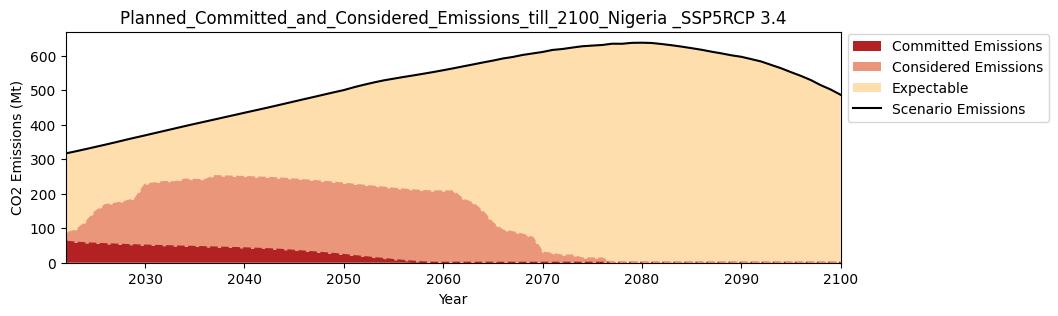 Planned_Committed_and_Considered_Emissions_till_2100_Nigeria _SSP5RCP 3.4
CO2 Emissions (Mt)
600
500
400
300
200
100
0
2030 2040 2050 2060 2070 2080 2090 2100
Year
Committed Emissions
Considered Emissions
Expectable
Scenario Emissions